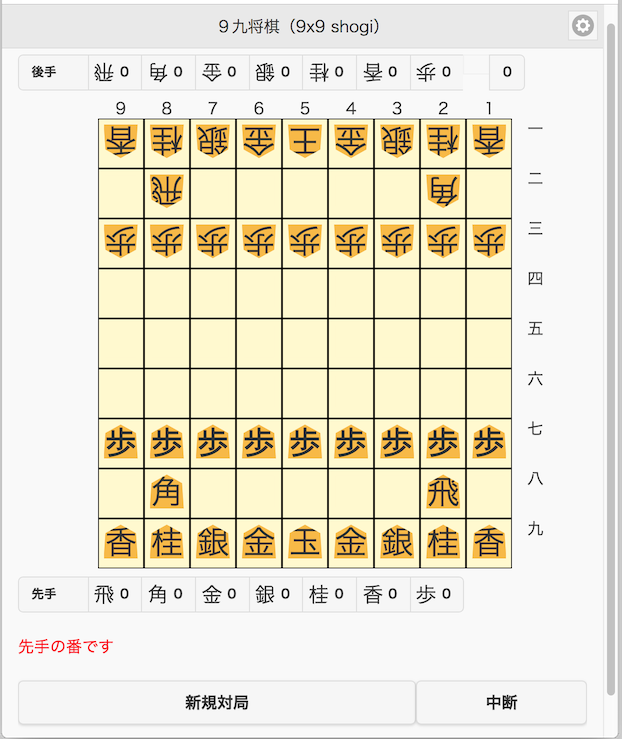 ９九将棋（9x9 shogi）
後手 飛 0 角 0 金 0 銀 0 桂 0 香 0 歩 0 0
9 8 7 6 5 4 3 2 1
香 桂 銀 金 王 金 銀 桂 香 一
飛 角 二
歩 歩 歩 歩 歩 歩 歩 歩 歩 三
四
五
六
歩 歩 歩 歩 歩 歩 歩 歩 歩 七
角 飛 八
香 桂 銀 金 玉 金 銀 桂 香 九
先手 飛 0 角 0 金 0 銀 0 桂 0 香 0 歩 0
先手の番です
新規対局 中断